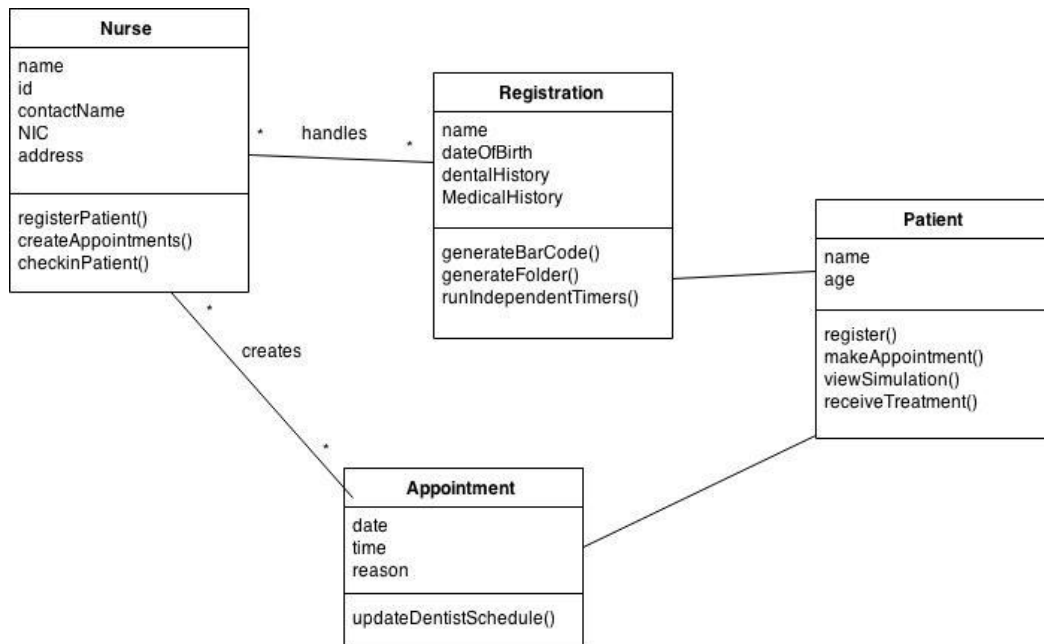 Nurse
name
id
contactName
NIC
address
registerPatient()
createAppointments()
checkinPatient()
*
handles
*
Registration
name
dateOfBirth
dentalHistory
MedicalHistory
generateBarCode()
generateFolder()
runIndependentTimers()
Patient
name
age
register()
makeAppointment()
viewSimulation()
receiveTreatment()
*
creates
*
Appointment
date
time
reason
updateDentistSchedule()